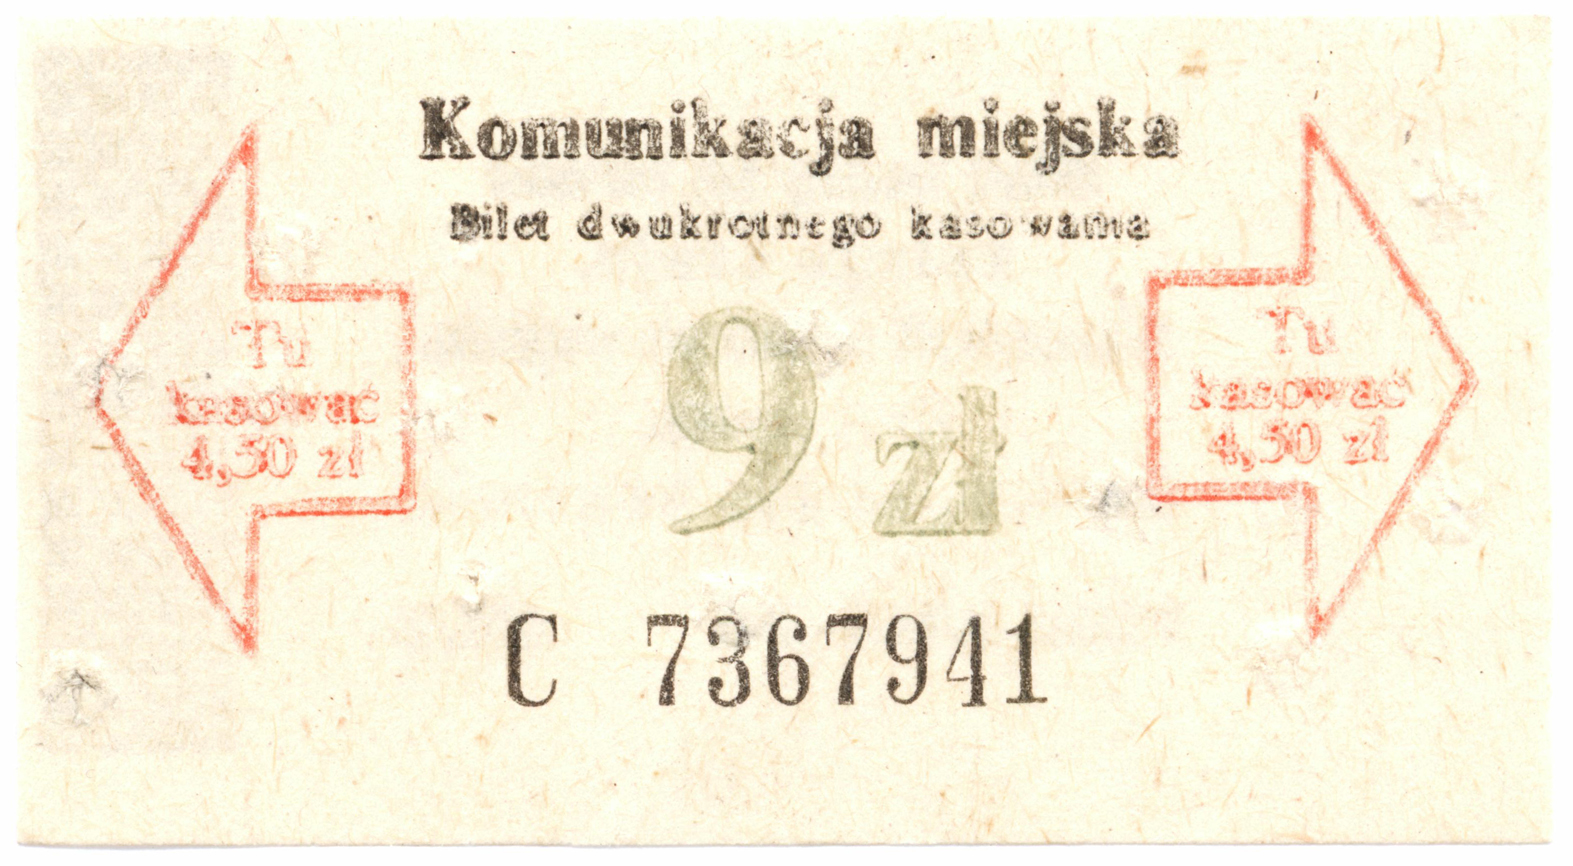 Komunikacja miejska
Bilet dwukrotnego kasowania
Tu
kasować
4,50 zł
9 zł
Tu
kasować
4,50 zł
C 7367941